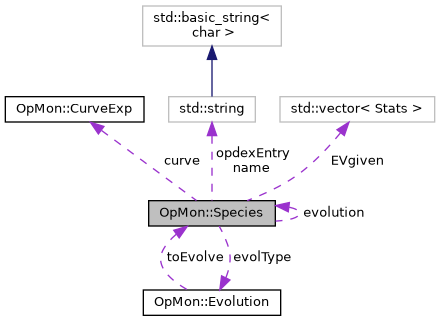 std::basic_string<
char >
OpMon::CurveExp
std::string
std::vector< Stats >
curve
opdexEntry
name
EVgiven
OpMon::Species
evolution
toEvolve
evolType
OpMon::Evolution